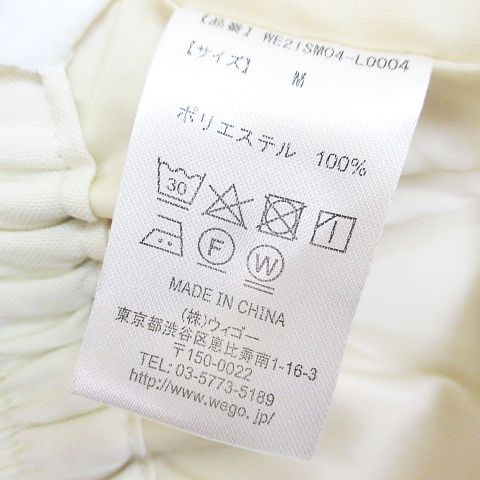 【品番】 WE21SM04-L0004
【サイズ】 M
ポリエステル 100%
30
F W
MADE IN CHINA
(株)ウィゴー
東京都渋谷区恵比寿南1-16-3
〒150-0022
TEL: 03-5773-5189
http://www.wego.jp/